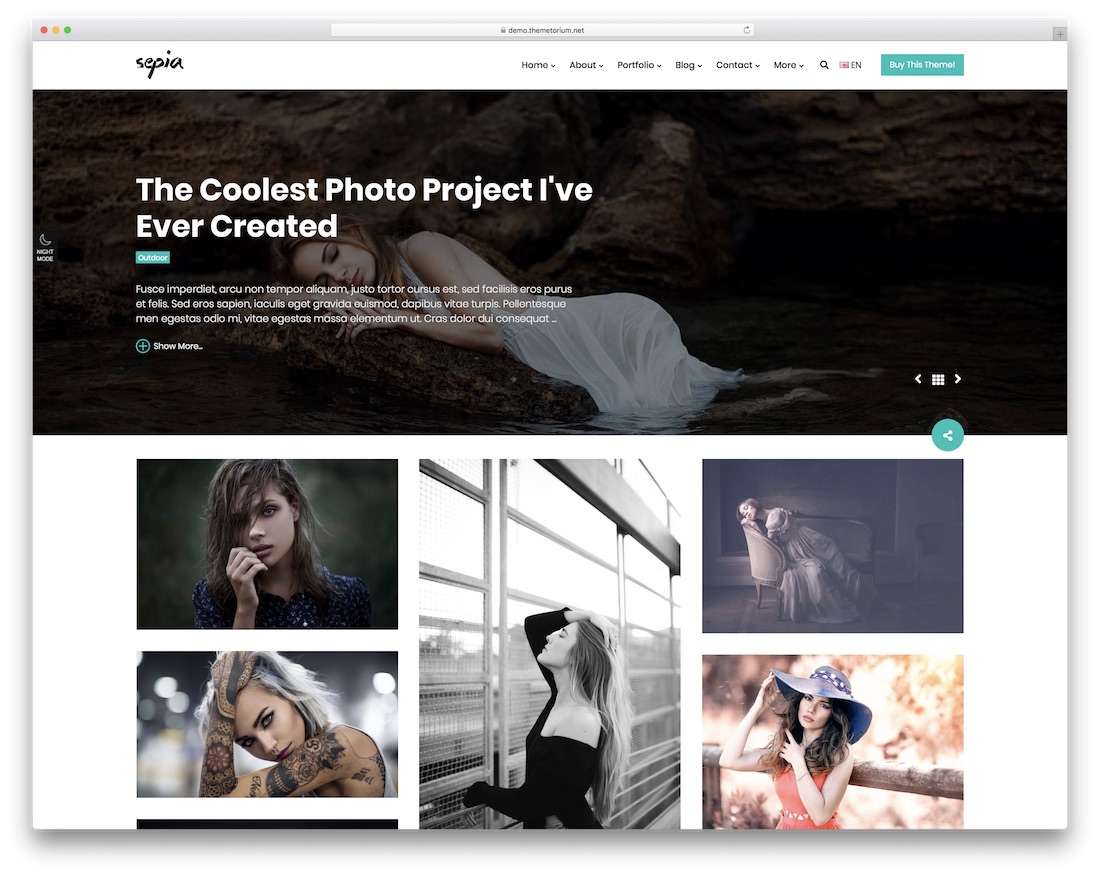 demo.themetorium.net
sepia
Home About Portfolio Blog Contact More EN Buy This Theme!
The Coolest Photo Project I've
Ever Created
Outdoor
NIGHT
MODE
Fusce imperdiet, arcu non tempor aliquam, justo tortor cursus est, sed facilisis eros purus
et felis. Sed eros sapien, iaculis eget gravida euismod, dapibus vitae turpis. Pellentesque
men egestas odio mi, vitae egestas massa elementum ut. Cras dolor dui consequat ...
Show More...